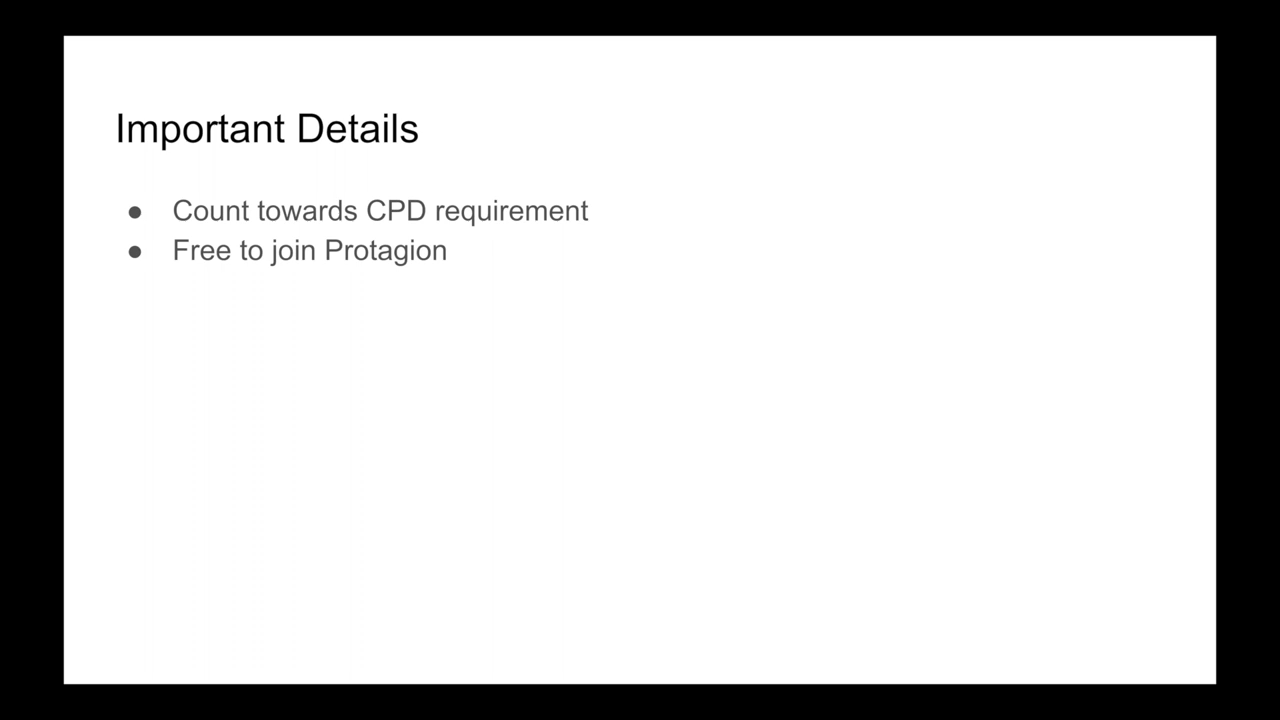 Important Details
● Count towards CPD requirement
● Free to join Protagion